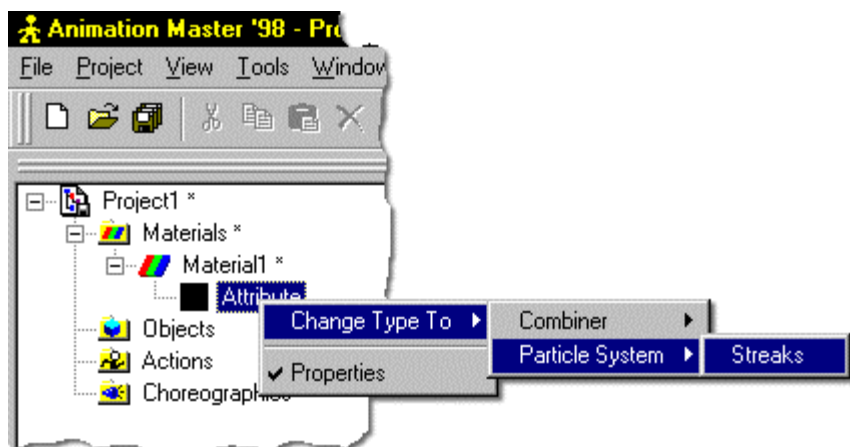 Animation Master '98 - Pro
File Project View Tools Window
Project1 *
Materials *
Material1 *
Attribute
Objects
Actions
Choreographies
Change Type To
Properties
Combiner
Particle System
Streaks